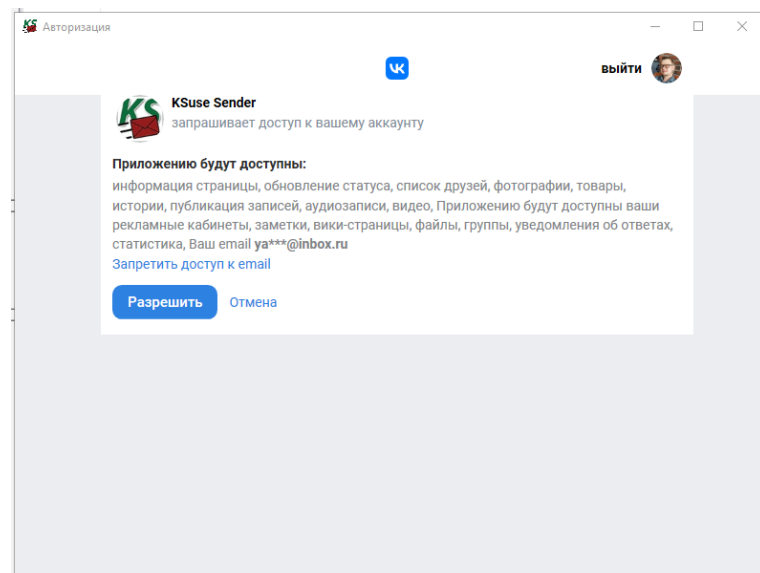 KS Авторизация
выйти
KS
KSuse Sender
запрашивает доступ к вашему аккаунту
Приложению будут доступны:
информация страницы, обновление статуса, список друзей, фотографии, товары,
истории, публикация записей, аудиозаписи, видео, Приложению будут доступны ваши
рекламные кабинеты, заметки, вики-страницы, файлы, группы, уведомления об ответах,
статистика, Ваш email ya***@inbox.ru
Запретить доступ к email
Разрешить Отмена